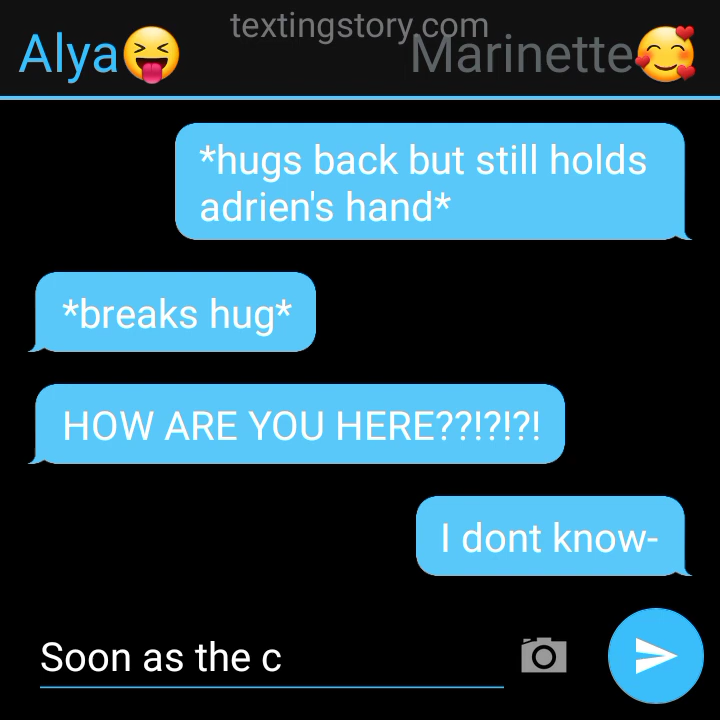 textingstory.com
Alya😝 Marinette🥰
*hugs back but still holds
adrien's hand*
*breaks hug*
HOW ARE YOU HERE??!?!?!
I dont know-
Soon as the c